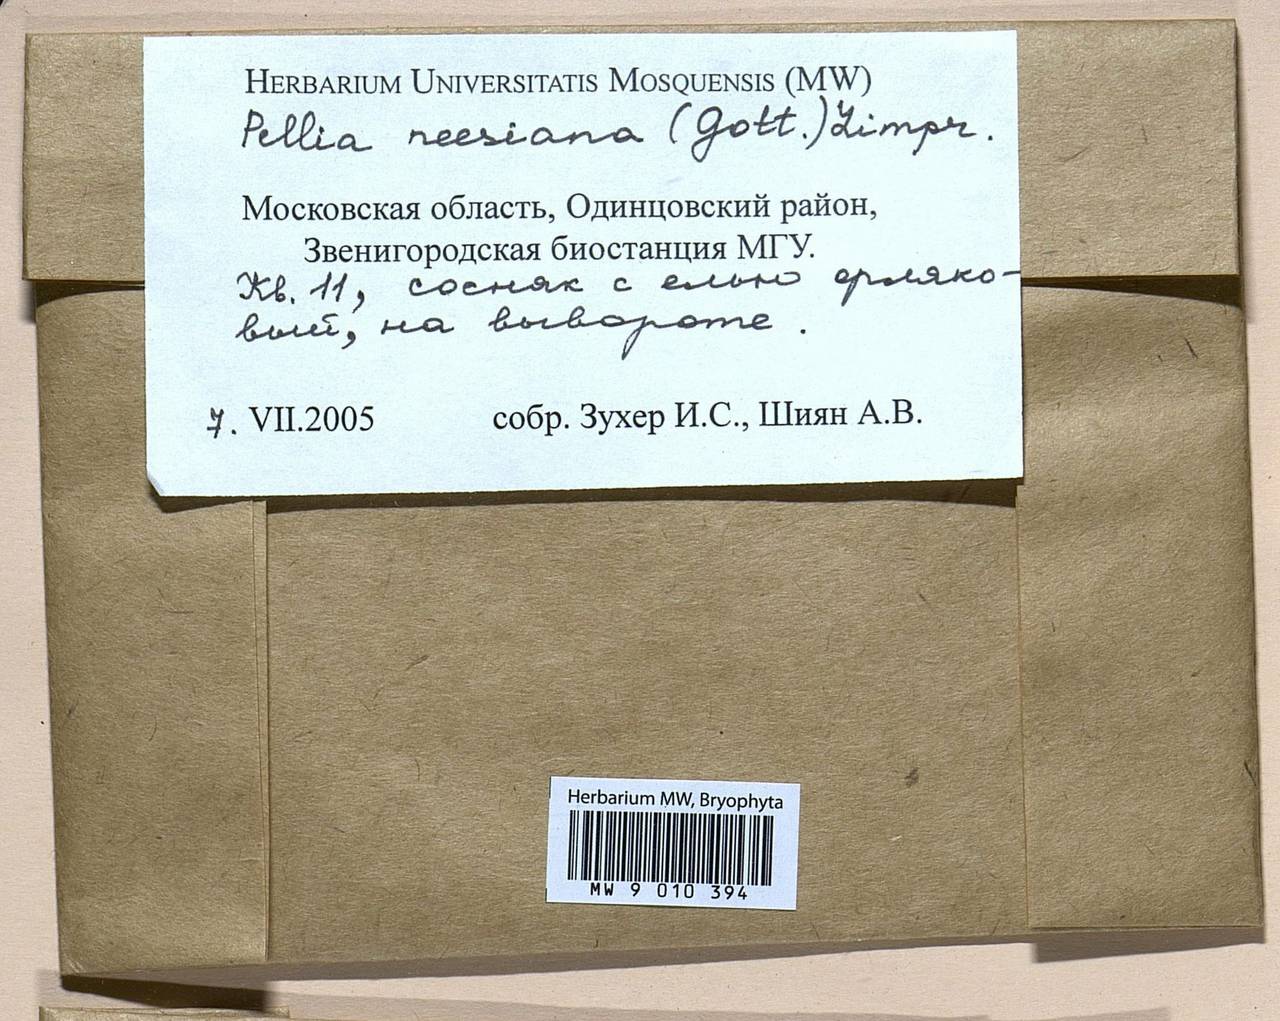 HERBARIUM UNIVERSITATIS MOSQUENSIS (MW)
Pellia neesiana (Gott.) Limpr.
Московская область, Одинцовский район,
Звенигородская биостанция МГУ.
Кв. 11, сосняк с елью орляко-
вый, на вывороте.
7. VII.2005 собр. Зухер И.С., Шиян А.В.
Herbarium MW, Bryophyta
MW 9 010 394